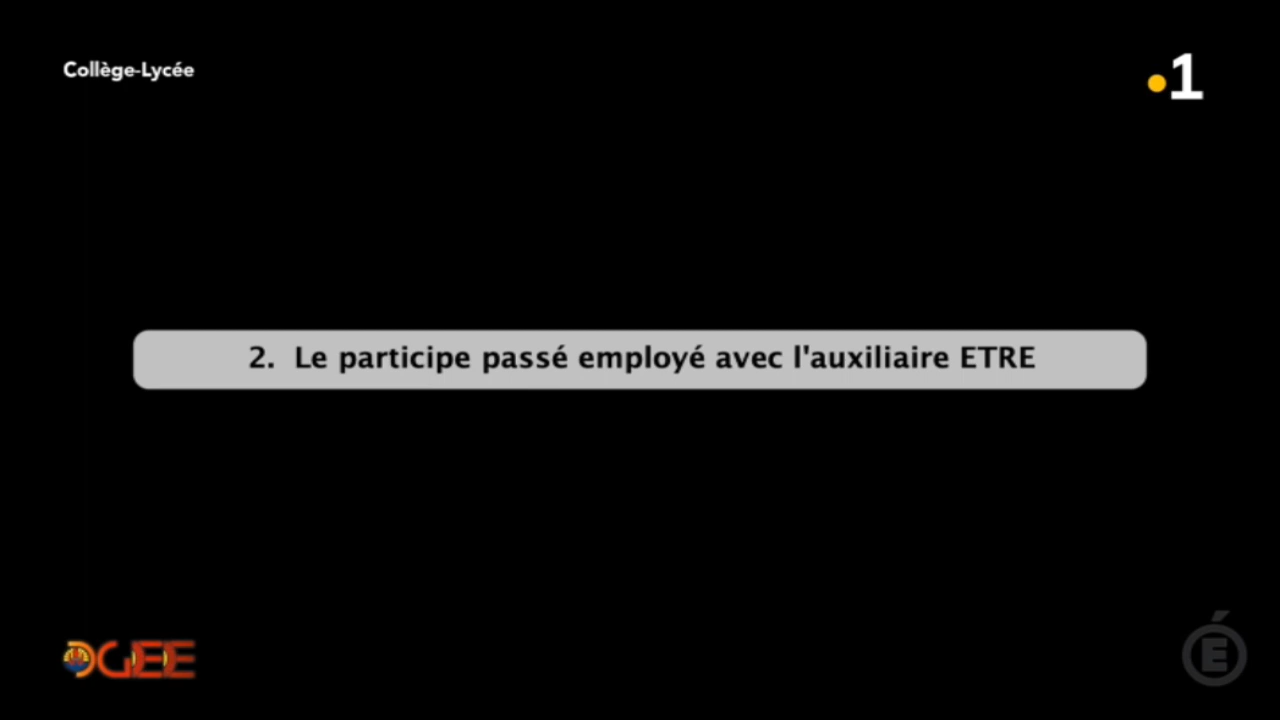 Collège-Lycée
1
2. Le participe passé employé avec l'auxiliaire ETRE
DGEE
É